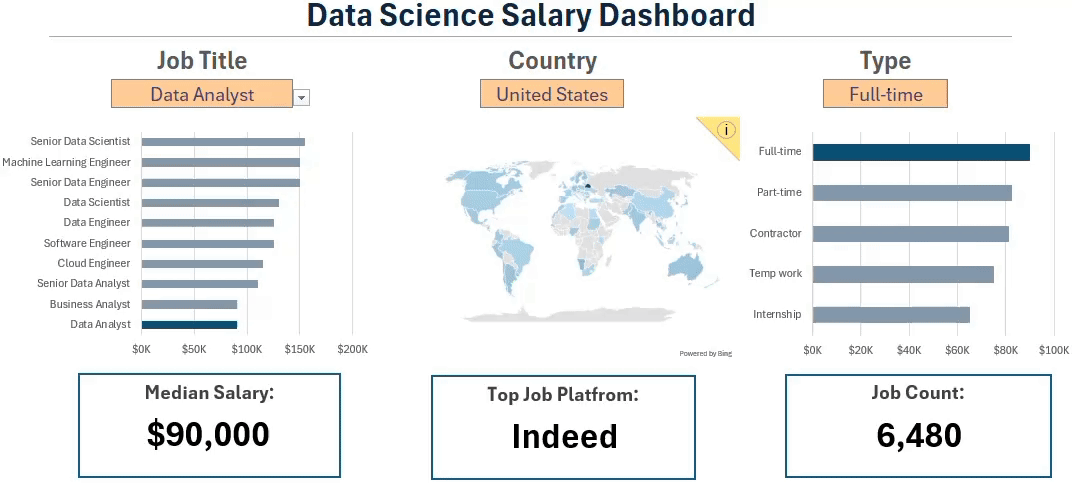 Data Science Salary Dashboard
Job Title
Data Analyst
Country
United States
Type
Full-time
Senior Data Scientist
Machine Learning Engineer
Senior Data Engineer
Data Scientist
Data Engineer
Software Engineer
Cloud Engineer
Senior Data Analyst
Business Analyst
Data Analyst
$0K $50K $100K $150K $200K
i
Powered by Bing
Full-time
Part-time
Contractor
Temp work
Internship
$0K $20K $40K $60K $80K $100K
Median Salary:
$90,000
Top Job Platfrom:
Indeed
Job Count:
6,480